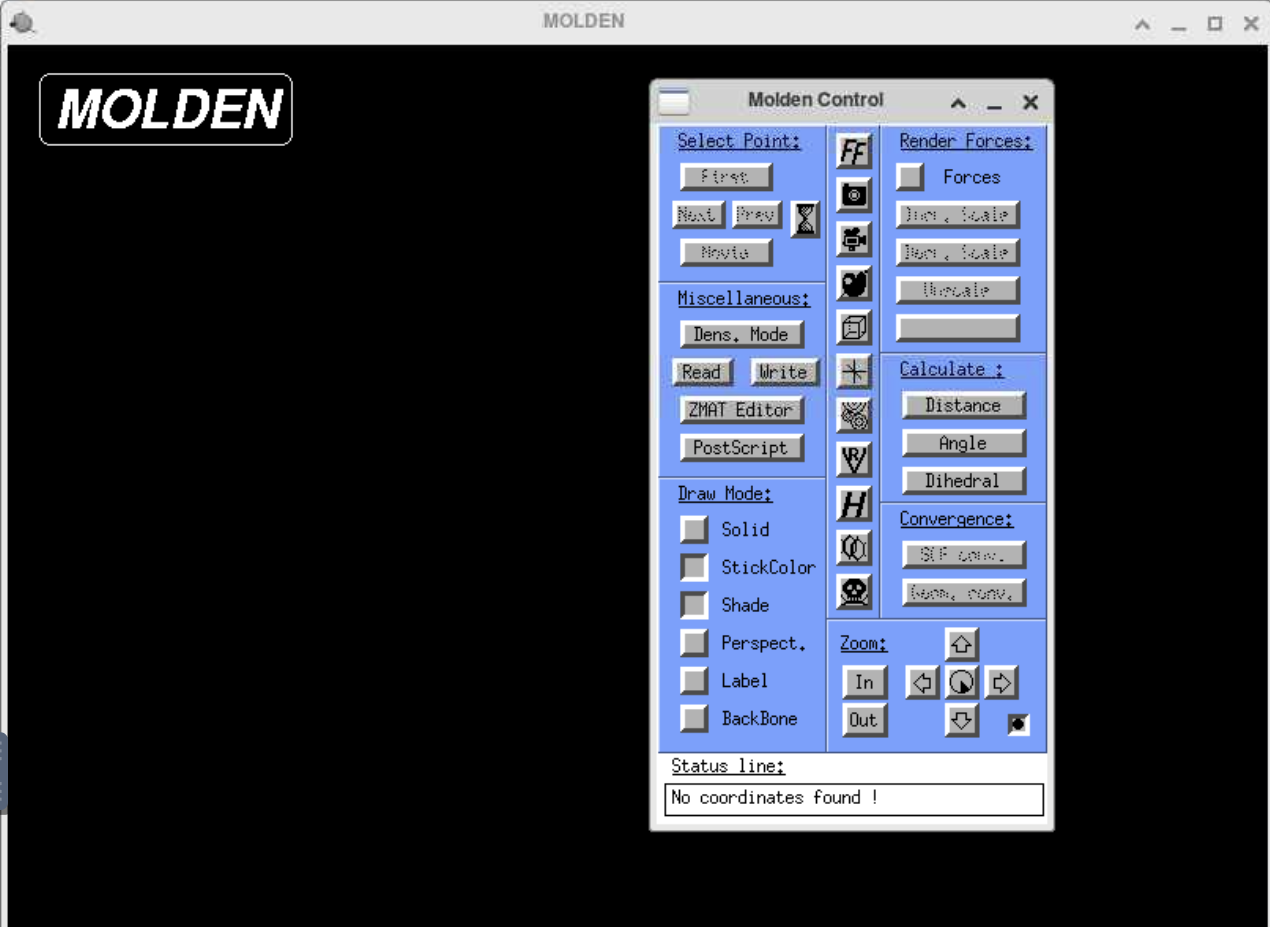 MOLDEN
MOLDEN
Molden Control
Select Point:
First
Next Prev
Movie
Miscellaneous:
Dens. Mode
Read Write
ZMAT Editor
PostScript
Draw Mode:
Solid
StickColor
Shade
Perspect.
Label
BackBone
FF
H
Render Forces:
Forces
Scale
Scale
Unscale
Calculate :
Distance
Angle
Dihedral
Convergence:
SCF conv.
Geom. conv.
Zoom:
In
Out
Status line:
No coordinates found !